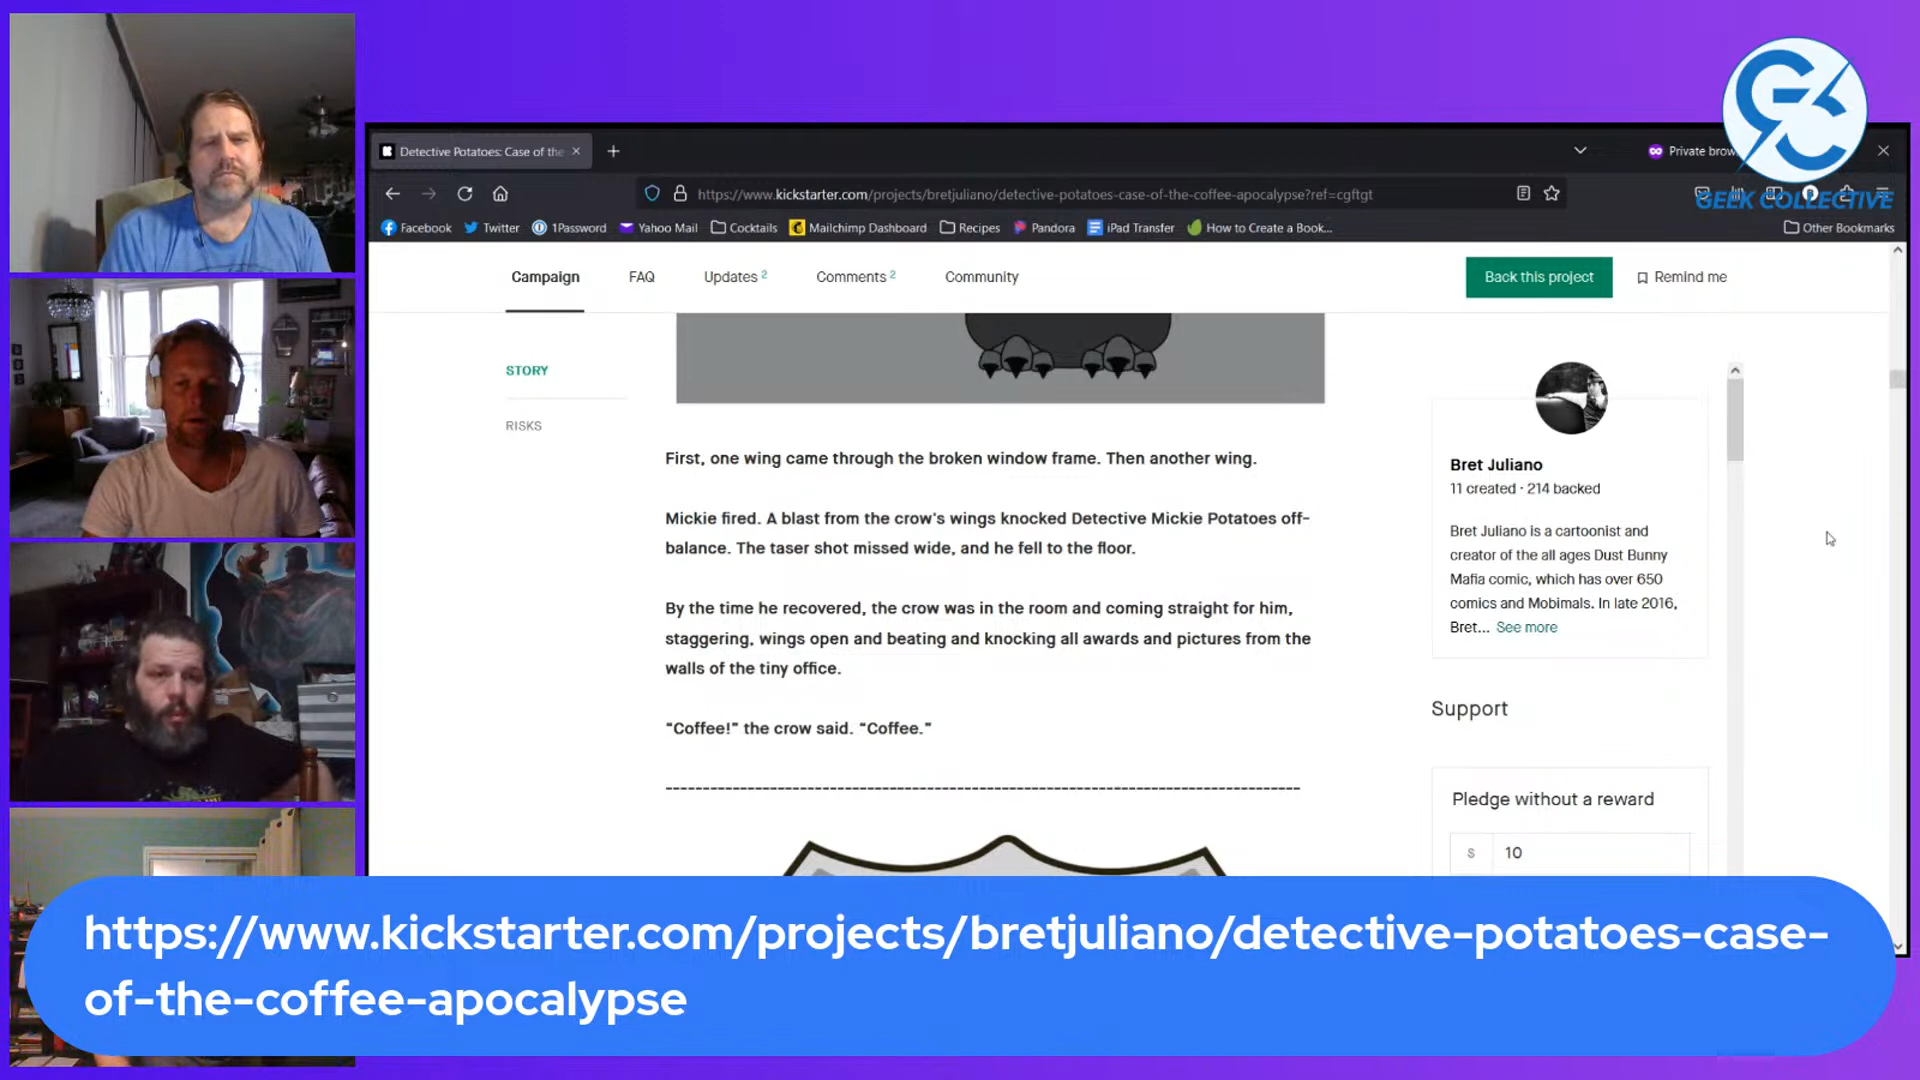 Detective Potatoes: Case of the
Private brow
GEEK COLLECTIVE
https://www.kickstarter.com/projects/bretjuliano/detective-potatoes-case-of-the-coffee-apocalypse?ref=cgftgt
Facebook Twitter 1Password Yahoo Mail Cocktails Mailchimp Dashboard Recipes Pandora iPad Transfer How to Create a Book... Other Bookmarks
Campaign FAQ Updates 2 Comments 2 Community Back this project Remind me
STORY
RISKS
First, one wing came through the broken window frame. Then another wing.
Mickie fired. A blast from the crow's wings knocked Detective Mickie Potatoes off-
balance. The taser shot missed wide, and he fell to the floor.
By the time he recovered, the crow was in the room and coming straight for him,
staggering, wings open and beating and knocking all awards and pictures from the
walls of the tiny office.
“Coffee!” the crow said. “Coffee.”
--------------------------------------------------------------------------------------
Bret Juliano
11 created · 214 backed
Bret Juliano is a cartoonist and
creator of the all ages Dust Bunny
Mafia comic, which has over 650
comics and Mobimals. In late 2016,
Bret... See more
Support
Pledge without a reward
$ 10
https://www.kickstarter.com/projects/bretjuliano/detective-potatoes-case-
of-the-coffee-apocalypse